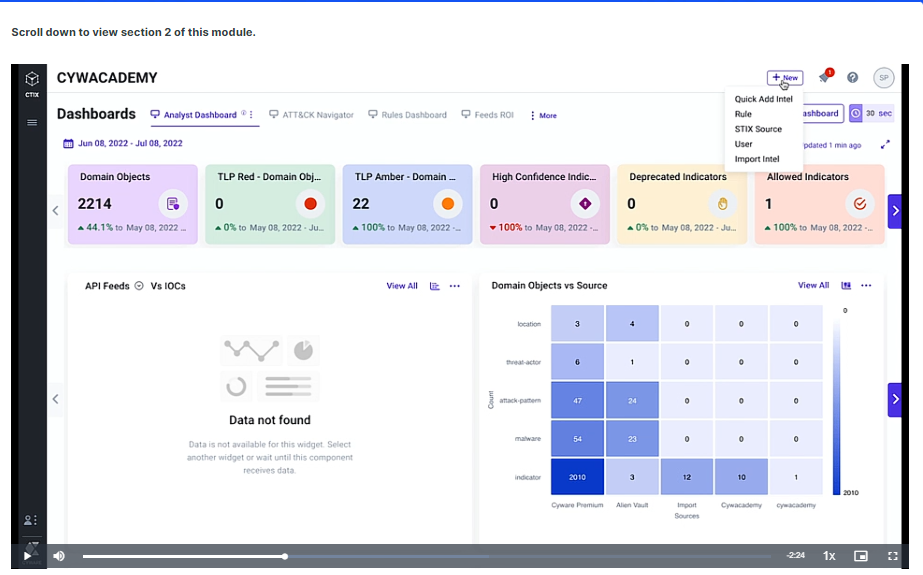 Scroll down to view section 2 of this module.
CTIX
CYWACADEMY
New
1
SP
Quick Add Intel
Rule
STIX Source
User
Import Intel
Dashboards
Analyst Dashboard
ATT&CK Navigator
Rules Dashboard
Feeds ROI
More
ashboard
30 sec
Jun 08, 2022 - Jul 08, 2022
pdated 1 min ago
Domain Objects
2214
44.1% to May 08, 2022 ...
TLP Red - Domain Obj...
0
0% to May 08, 2022 - Ju...
TLP Amber - Domain ...
22
100% to May 08, 2022 -...
High Confidence Indic...
0
100% to May 08, 2022 -...
Deprecated Indicators
0
0% to May 08, 2022 - Ju...
Allowed Indicators
1
100% to May 08, 2022 -...
API Feeds Vs IOCs
View All
Data not found
Data is not available for this widget. Select
another widget or wait until this component
receives data.
Domain Objects vs Source
View All
Count
location 3 4 0 0 0
threat-actor 6 1 0 0 0
attack-pattern 47 24 0 0 0
malware 54 23 0 0 0
indicator 2010 3 12 10 1
Cyware Premium Alien Vault Import Sources Cywacademy cywacademy
0
2010
-2:24
1x